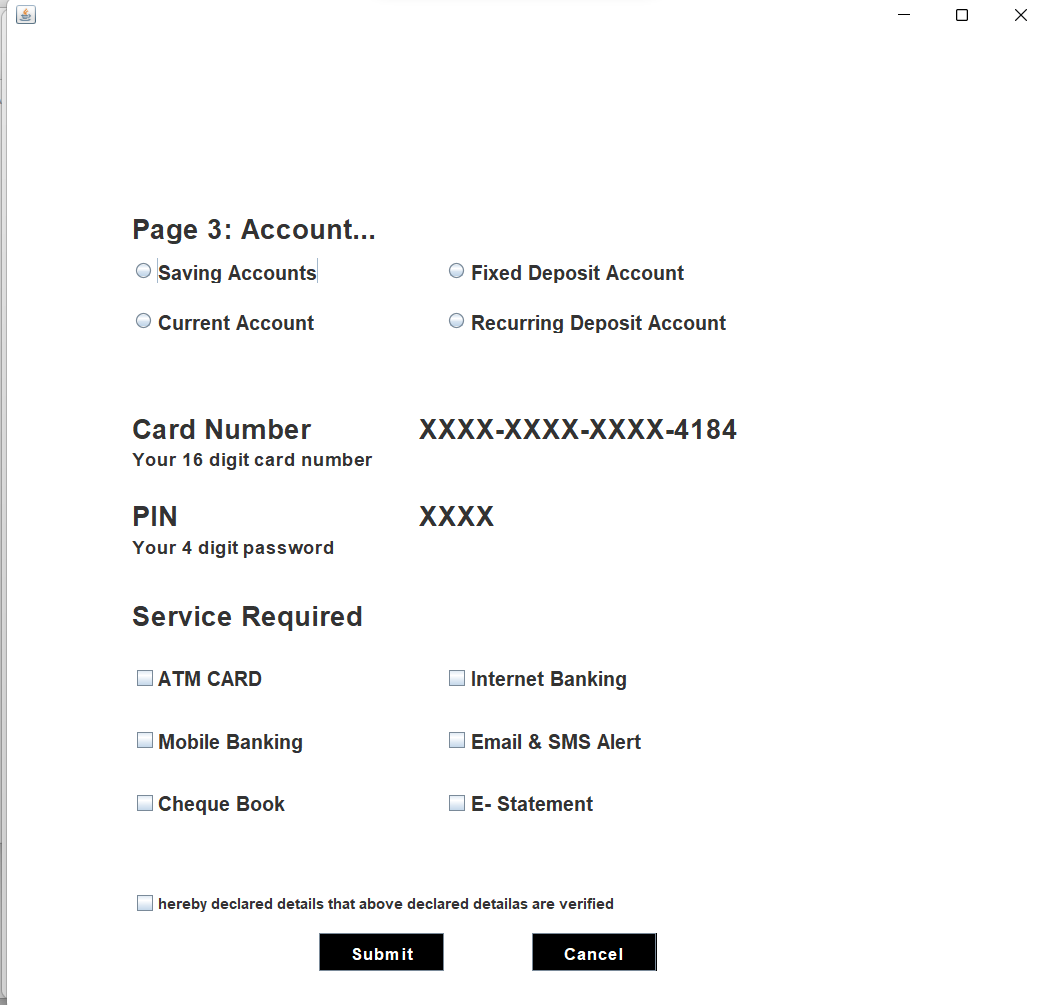 Page 3: Account...
Saving Accounts Fixed Deposit Account
Current Account Recurring Deposit Account
Card Number XXXX-XXXX-XXXX-4184
Your 16 digit card number
PIN XXXX
Your 4 digit password
Service Required
ATM CARD Internet Banking
Mobile Banking Email & SMS Alert
Cheque Book E- Statement
hereby declared details that above declared detailas are verified
Submit Cancel